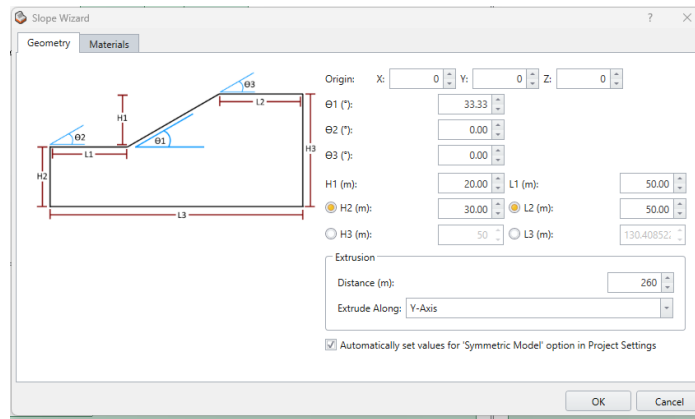 Slope Wizard ? X
Geometry Materials
Origin: X: 0 Y: 0 Z: 0
Θ1 (°): 33.33
Θ2 (°): 0.00
Θ3 (°): 0.00
H1 (m): 20.00 L1 (m): 50.00
H2 (m): 30.00 L2 (m): 50.00
H3 (m): 50 L3 (m): 130.408522
Θ3
L2
H1
Θ2
Θ1
L1
H3
H2
L3
Extrusion
Distance (m): 260
Extrude Along: Y-Axis
Automatically set values for 'Symmetric Model' option in Project Settings
OK Cancel